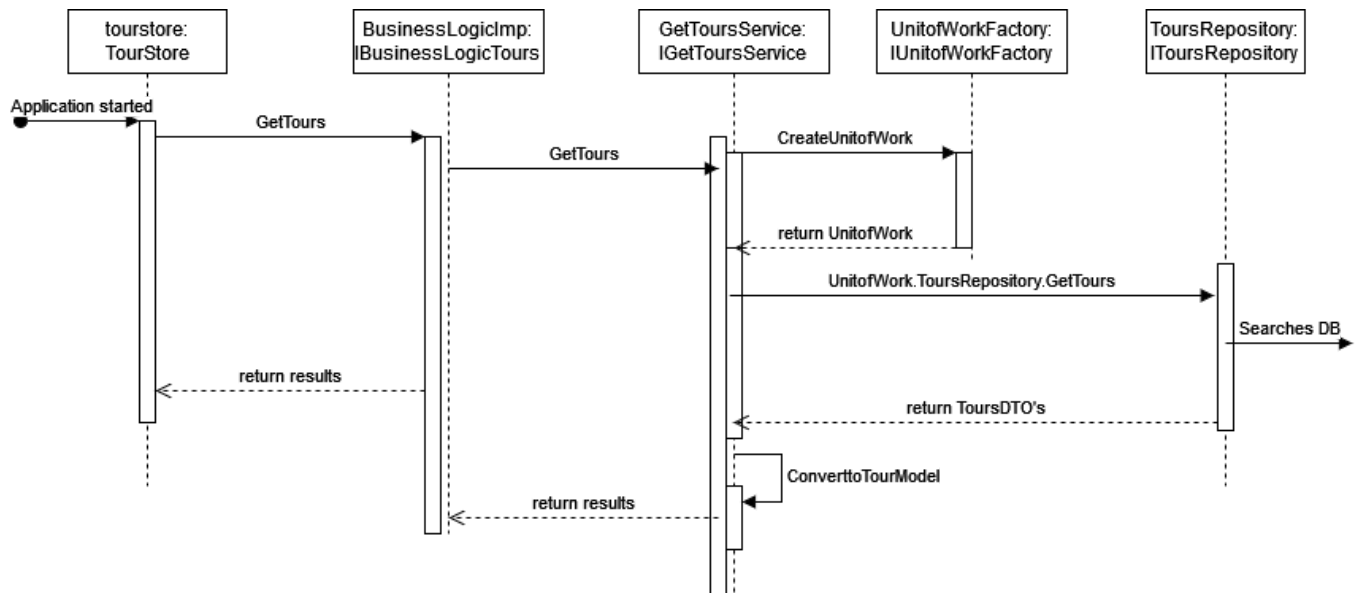 tourstore:
TourStore
BusinessLogicImp:
IBusinessLogicTours
GetToursService:
IGetToursService
UnitofWorkFactory:
IUnitofWorkFactory
ToursRepository:
IToursRepository
Application started
GetTours
CreateUnitofWork
GetTours
return UnitofWork
UnitofWork.ToursRepository.GetTours
Searches DB
return results
return ToursDTO's
ConverttoTourModel
return results